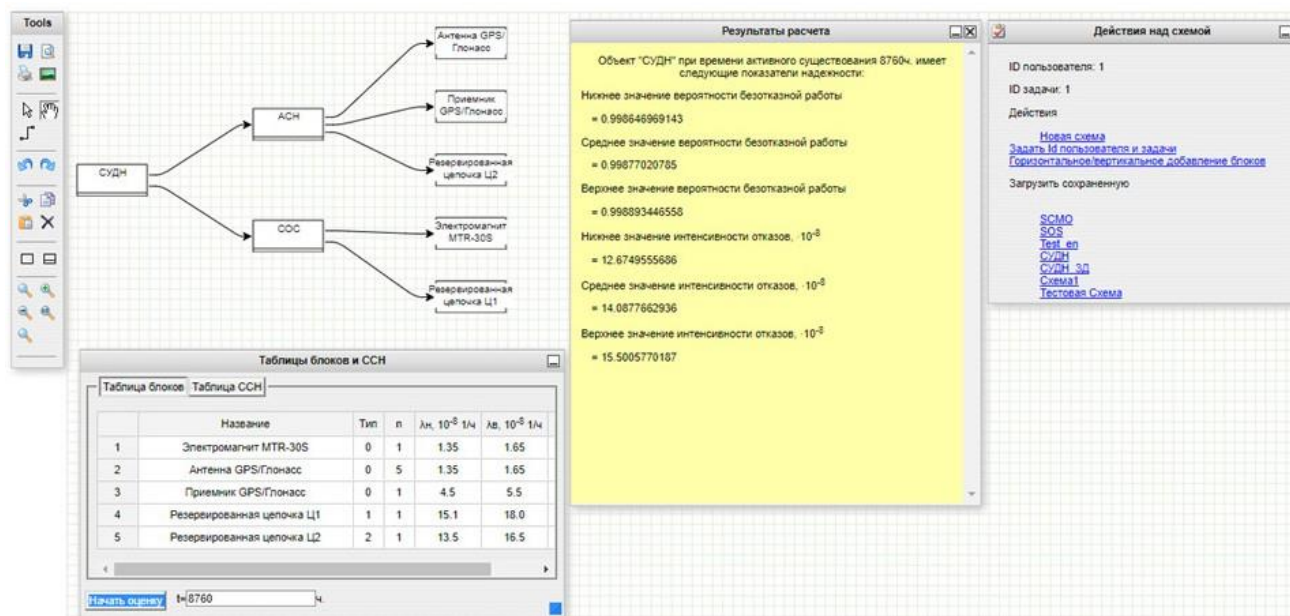 Tools
Антенна GPS/
Глонасс
Приемник
GPS/Глонасс
АСН
Резервированная
цепочка Ц2
СУДН
СОС
Электромагнит
MTR-30S
Резервированная
цепочка Ц1
Результаты расчета
Объект "СУДН" при времени активного существования 8760ч. имеет
следующие показатели надежности:
Нижнее значение вероятности безотказной работы
= 0.998646969143
Среднее значение вероятности безотказной работы
= 0.99877020785
Верхнее значение вероятности безотказной работы
= 0.998893446558
Нижнее значение интенсивности отказов, ·10⁻⁸
= 12.6749555686
Среднее значение интенсивности отказов, ·10⁻⁸
= 14.0877662936
Верхнее значение интенсивности отказов, ·10⁻⁸
= 15.5005770187
Действия над схемой
ID пользователя: 1
ID задачи: 1
Действия
Новая схема
Задать Id пользователя и задачи
Горизонтальное/вертикальное добавление блоков
Загрузить сохраненную
SCMO
SOS
Test_en
СУДН
СУДН_3Д
Схема1
Тестовая Схема
Таблицы блоков и ССН
Таблица блоков Таблица ССН
Название Тип n λн, 10⁻⁸ 1/ч λв, 10⁻⁸ 1/ч
1 Электромагнит MTR-30S 0 1 1.35 1.65
2 Антенна GPS/Глонасс 0 5 1.35 1.65
3 Приемник GPS/Глонасс 0 1 4.5 5.5
4 Резервированная цепочка Ц1 1 1 15.1 18.0
5 Резервированная цепочка Ц2 2 1 13.5 16.5
Начать оценку t=8760 ч.